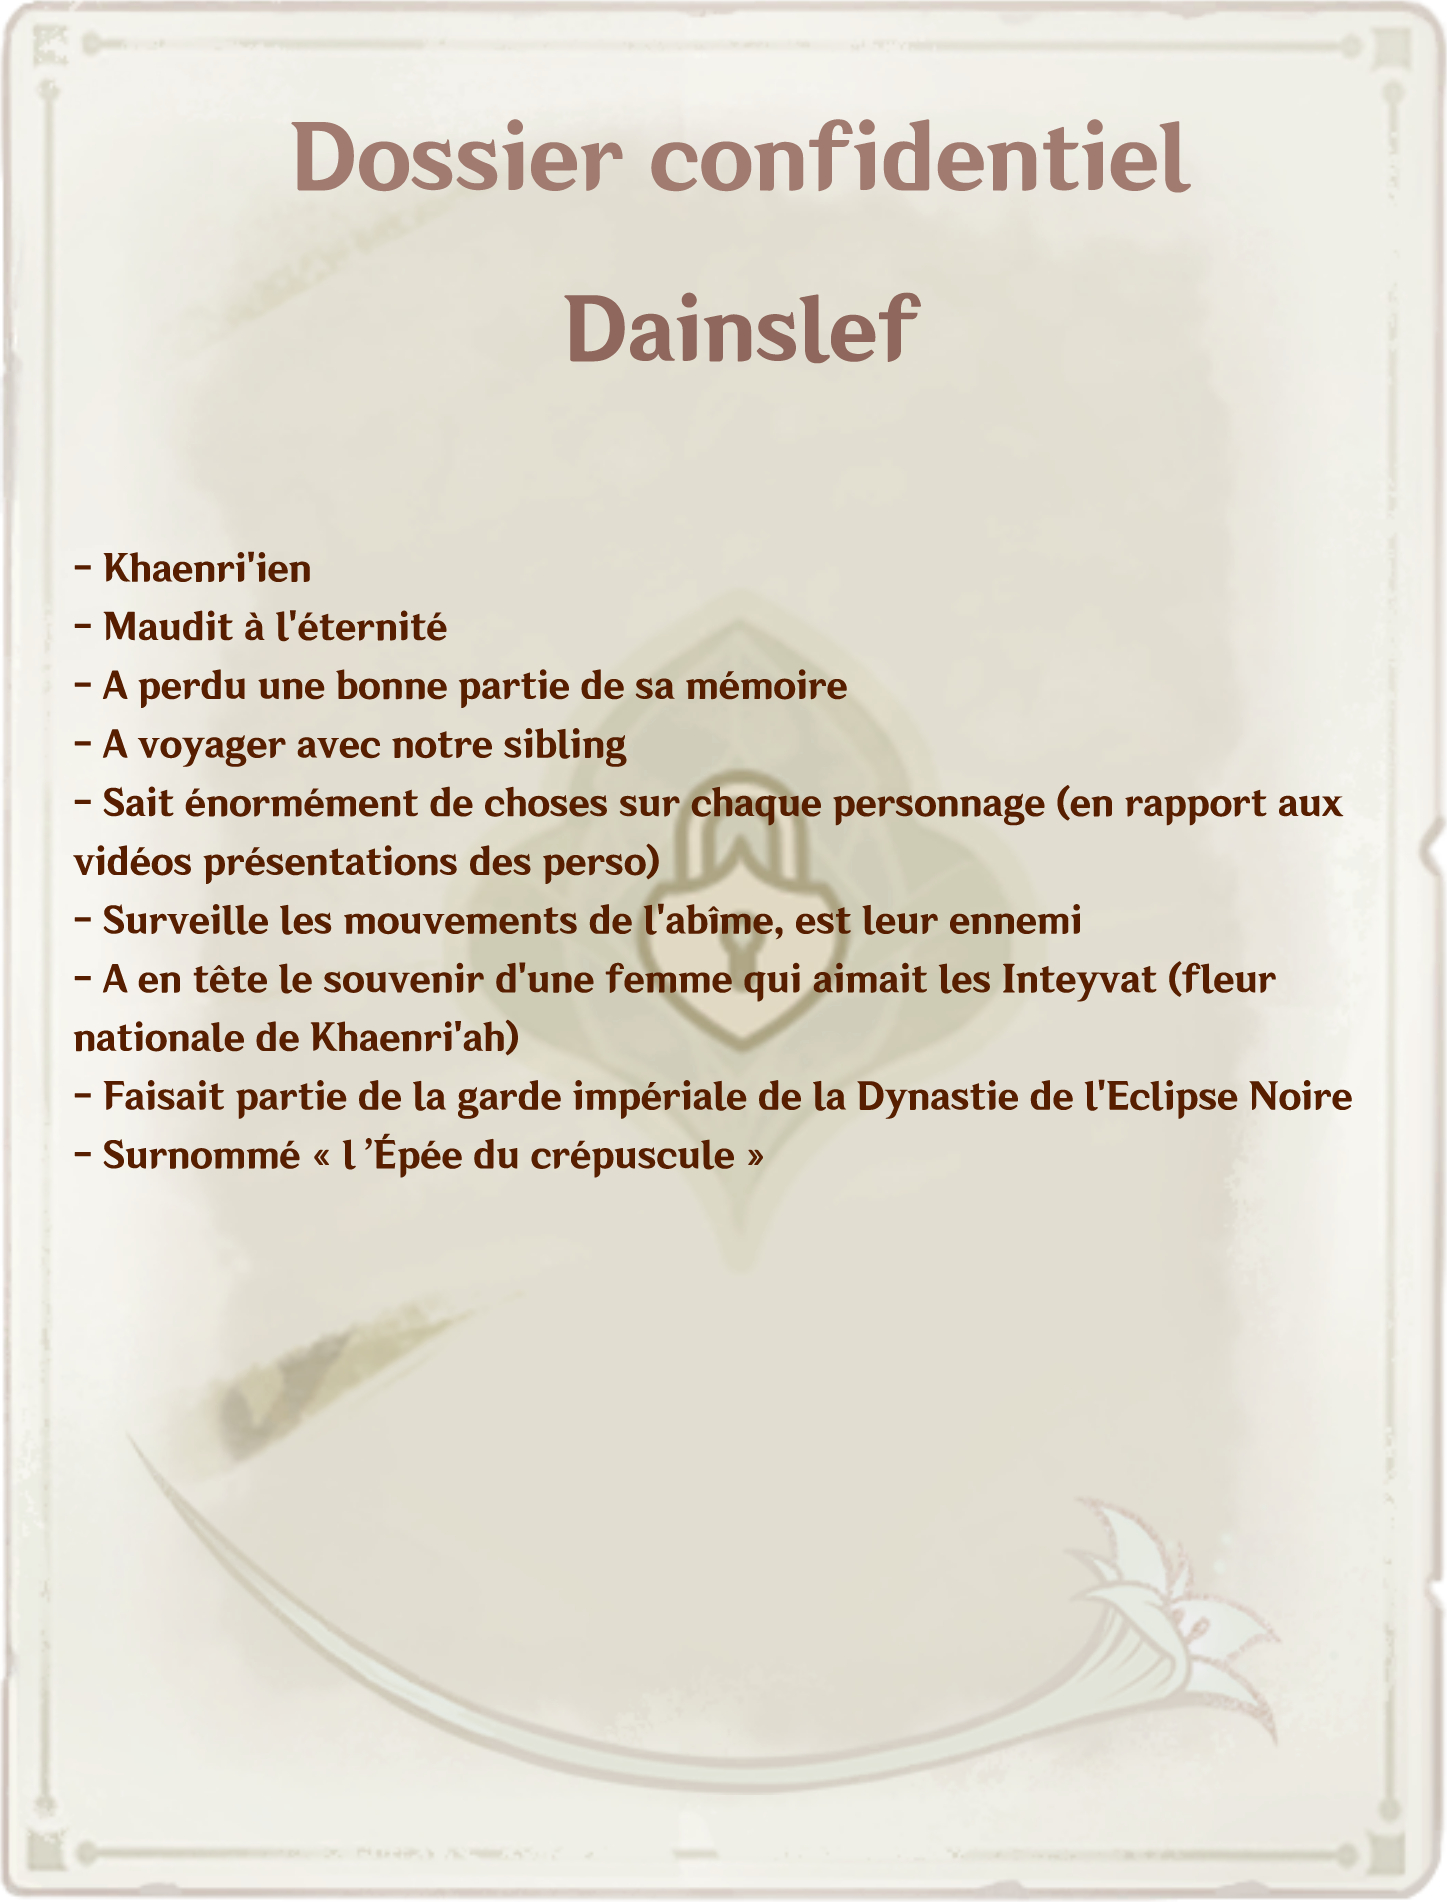 Dossier confidentiel
Dainslef
- Khaenri'ien
- Maudit à l'éternité
- A perdu une bonne partie de sa mémoire
- A voyager avec notre sibling
- Sait énormément de choses sur chaque personnage (en rapport aux
vidéos présentations des perso)
- Surveille les mouvements de l'abîme, est leur ennemi
- A en tête le souvenir d'une femme qui aimait les Inteyvat (fleur
nationale de Khaenri'ah)
- Faisait partie de la garde impériale de la Dynastie de l'Eclipse Noire
- Surnommé « l ’Épée du crépuscule »